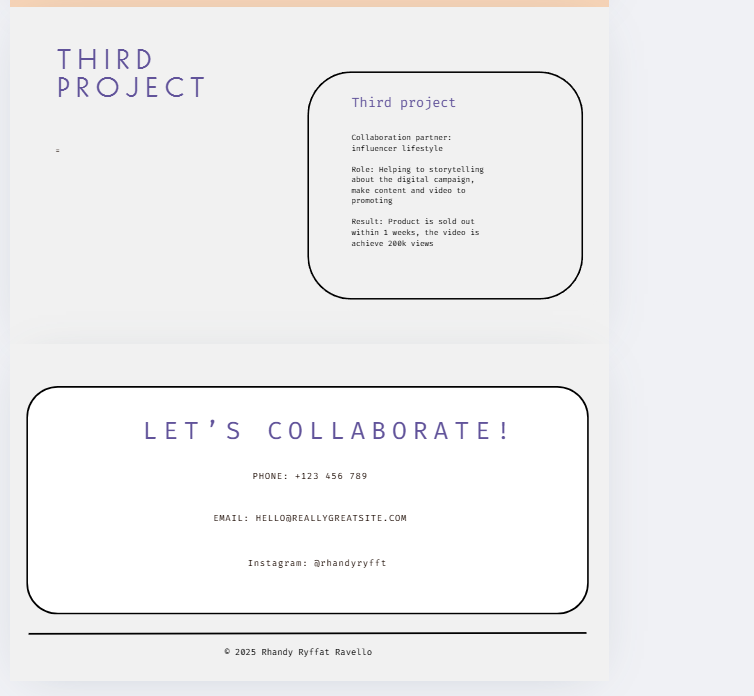 THIRD
PROJECT
=
Third project
Collaboration partner:
influencer lifestyle
Role: Helping to storytelling
about the digital campaign,
make content and video to
promoting
Result: Product is sold out
within 1 weeks, the video is
achieve 200k views
LET’S COLLABORATE!
PHONE: +123 456 789
EMAIL: HELLO@REALLYGREATSITE.COM
Instagram: @rhandyryfft
© 2025 Rhandy Ryffat Ravello